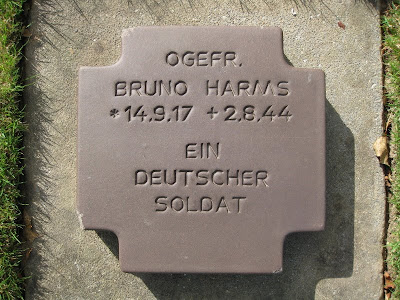 OGEFR.
BRUNO HARMS
*14.9.17 +2.8.44
EIN
DEUTSCHER
SOLDAT